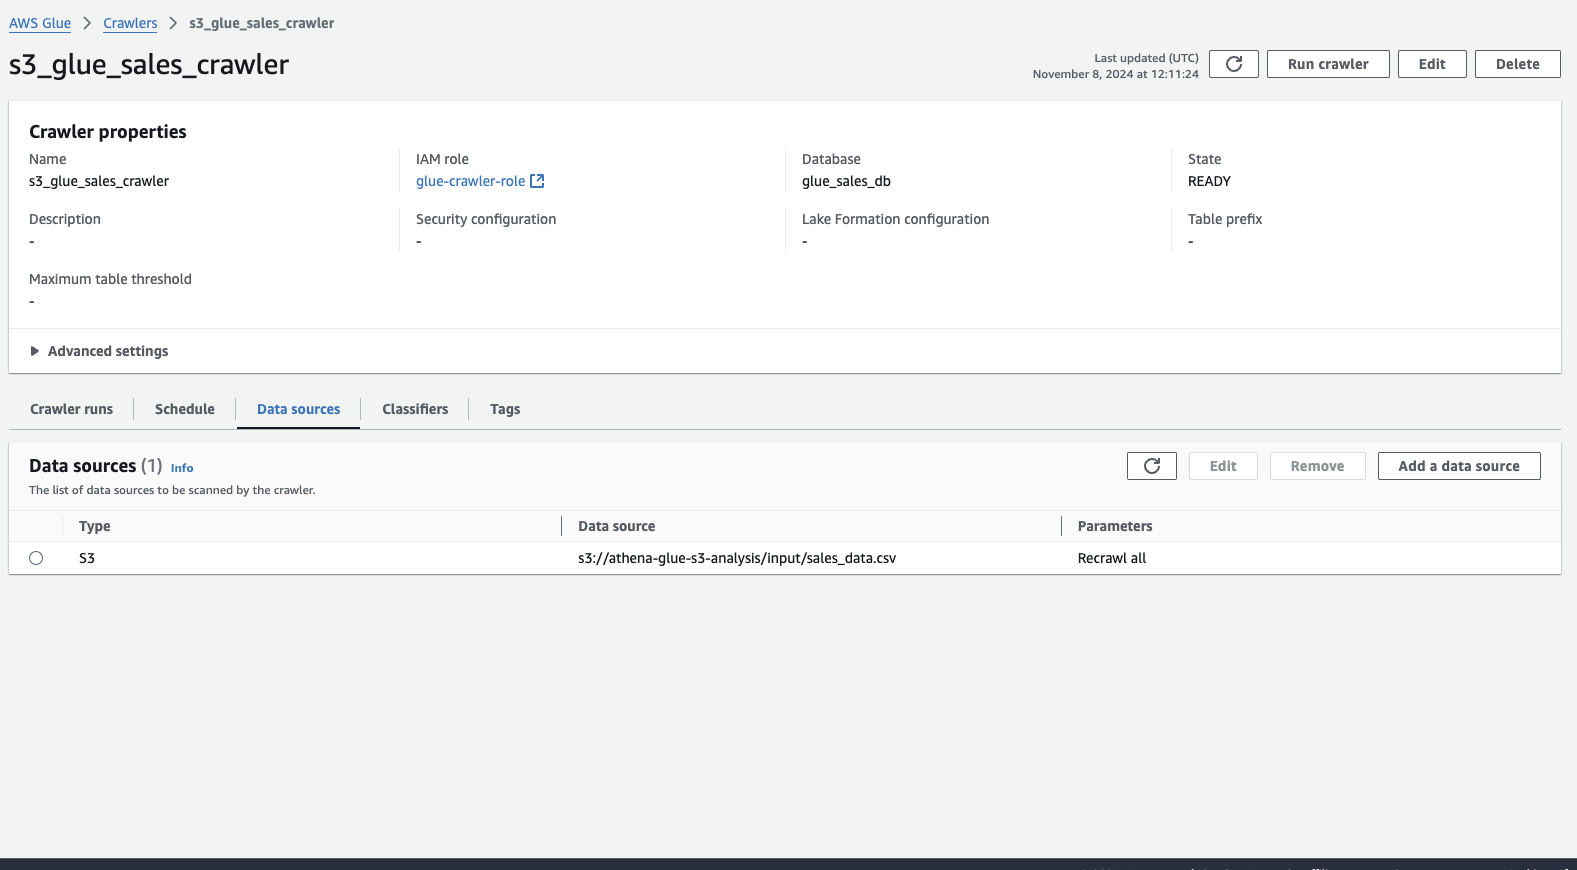 AWS Glue > Crawlers > s3_glue_sales_crawler
s3_glue_sales_crawler
Last updated (UTC)
November 8, 2024 at 12:11:24
Run crawler
Edit
Delete
Crawler properties
Name
s3_glue_sales_crawler
IAM role
glue-crawler-role
Database
glue_sales_db
State
READY
Description
-
Security configuration
-
Lake Formation configuration
-
Table prefix
-
Maximum table threshold
-
Advanced settings
Crawler runs
Schedule
Data sources
Classifiers
Tags
Data sources (1) Info
The list of data sources to be scanned by the crawler.
Edit
Remove
Add a data source
Type
Data source
Parameters
S3
s3://athena-glue-s3-analysis/input/sales_data.csv
Recrawl all